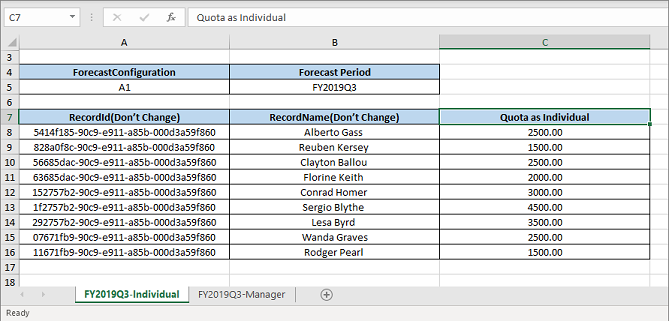 C7 fx Quota as Individual
A B C
3
4 ForecastConfiguration Forecast Period
5 A1 FY2019Q3
6
7 RecordId(Don't Change) RecordName(Don't Change) Quota as Individual
8 5414f185-90c9-e911-a85b-000d3a59f860 Alberto Gass 2500.00
9 828a0f8c-90c9-e911-a85b-000d3a59f860 Reuben Kersey 1500.00
10 56685dac-90c9-e911-a85b-000d3a59f860 Clayton Ballou 2500.00
11 63685dac-90c9-e911-a85b-000d3a59f860 Florine Keith 2000.00
12 152757b2-90c9-e911-a85b-000d3a59f860 Conrad Homer 3000.00
13 1f2757b2-90c9-e911-a85b-000d3a59f860 Sergio Blythe 4500.00
14 292757b2-90c9-e911-a85b-000d3a59f860 Lesa Byrd 3500.00
15 07671fb9-90c9-e911-a85b-000d3a59f860 Wanda Graves 2500.00
16 11671fb9-90c9-e911-a85b-000d3a59f860 Rodger Pearl 1500.00
17
18
FY2019Q3-Individual FY2019Q3-Manager
Ready